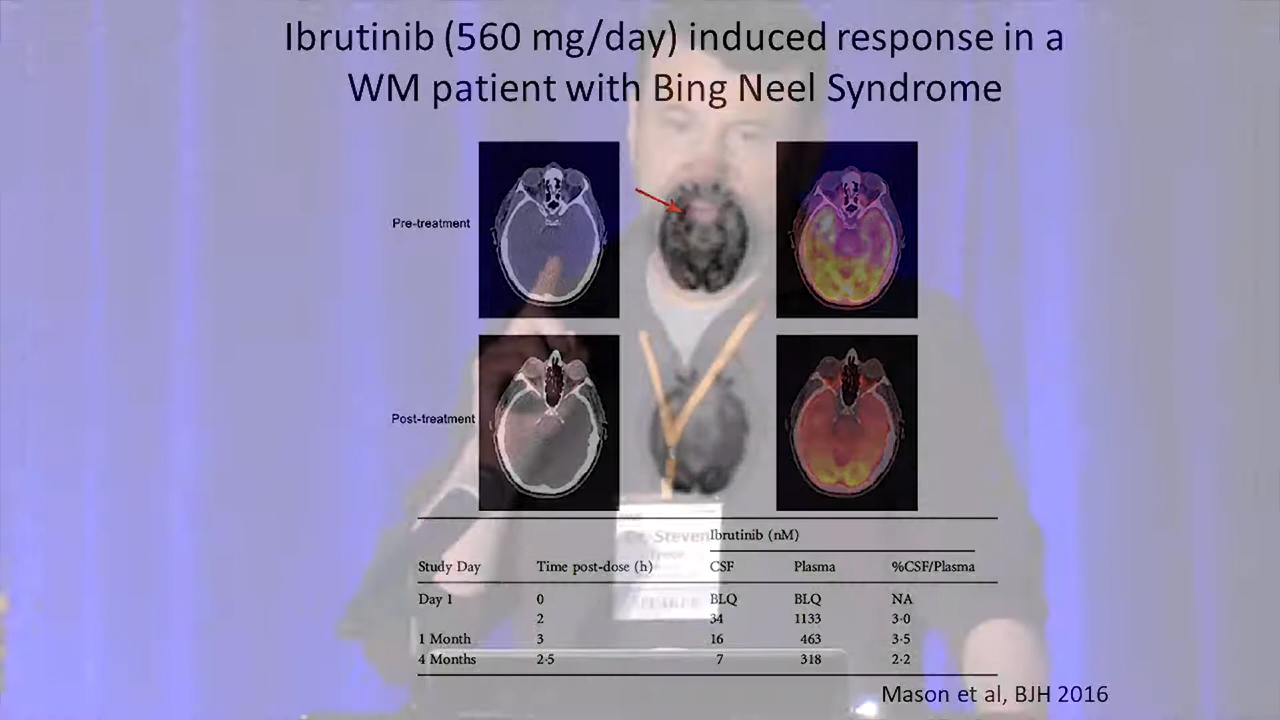 Ibrutinib (560 mg/day) induced response in a
WM patient with Bing Neel Syndrome
Pre-treatment
Post-treatment
Dr. Steven
Ibrutinib (nM)
Study Day Time post-dose (h) CSF Plasma %CSF/Plasma
Day 1 0 BLQ BLQ NA
2 34 1133 3·0
1 Month 3 16 463 3·5
4 Months 2·5 7 318 2·2
Mason et al, BJH 2016